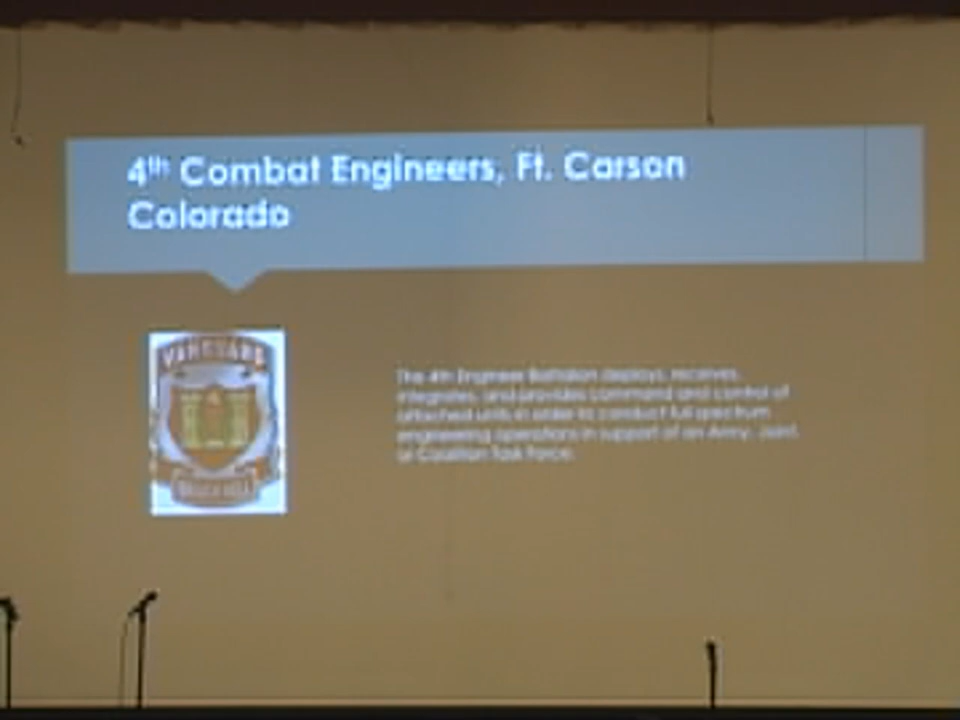 4th Combat Engineers, Ft. Carson
Colorado
VANGUARD
The 4th Engineer Battalion deploys, receives,
integrates, and provides command and control of
attached units in order to conduct full spectrum
engineering operations in support of an Army, Joint,
or Coalition Task Force.